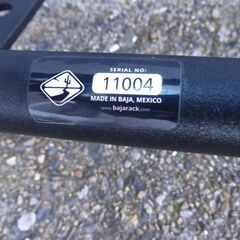 SERIAL NO:
11004
MADE IN BAJA, MEXICO
www.bajarack.com